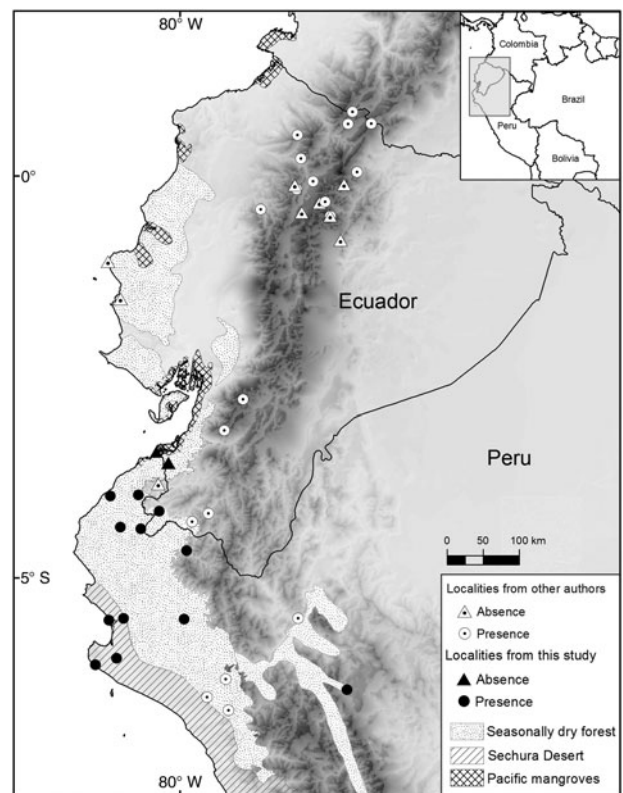 80° W
Colombia
Brazil
Peru
Bolivia
0°
Ecuador
Peru
5° S
0 50 100 km
Localities from other authors
Absence
Presence
Localities from this study
Absence
Presence
Seasonally dry forest
Sechura Desert
Pacific mangroves
80° W